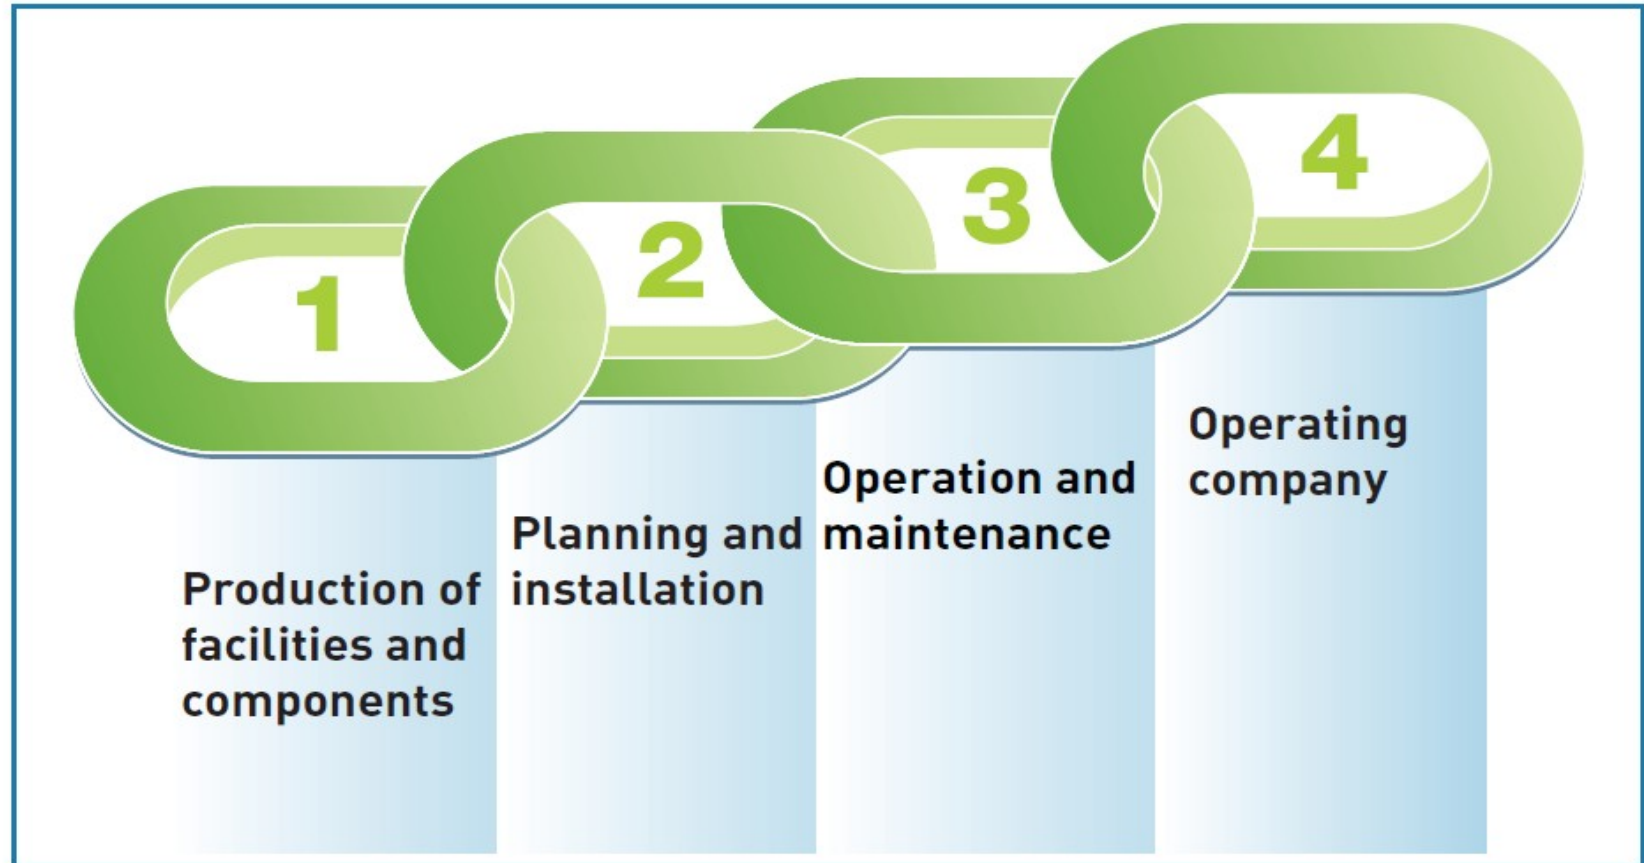 1
2
3
4
Production of
facilities and
components
Planning and
installation
Operation and
maintenance
Operating
company